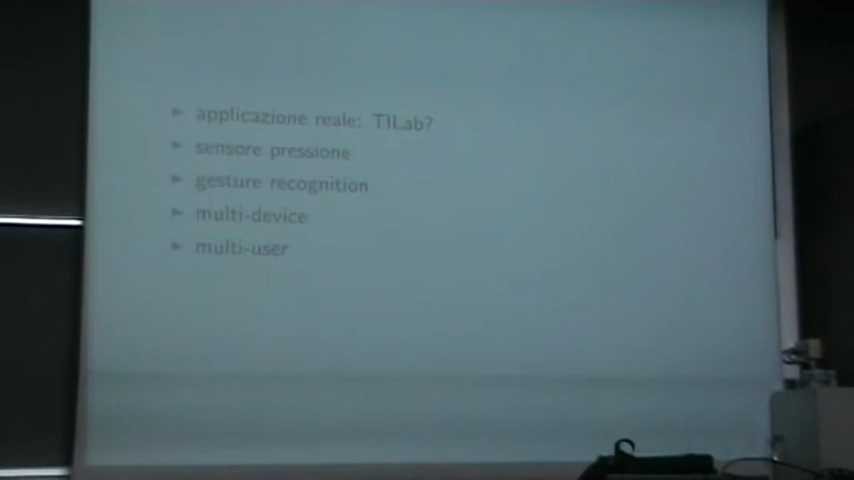 applicazione reale: TILab?
sensore pressione
gesture recognition
multi-device
multi-user